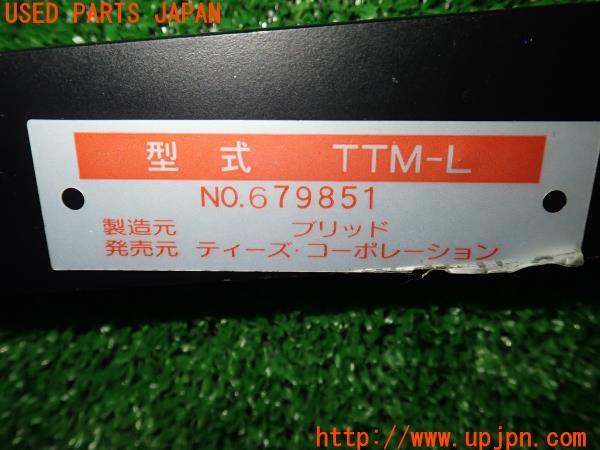 USED PARTS JAPAN
型式 TTM-L
NO.679851
製造元 ブリッド
発売元 ティーズ・コーポレーション
http://www.upjpn.com